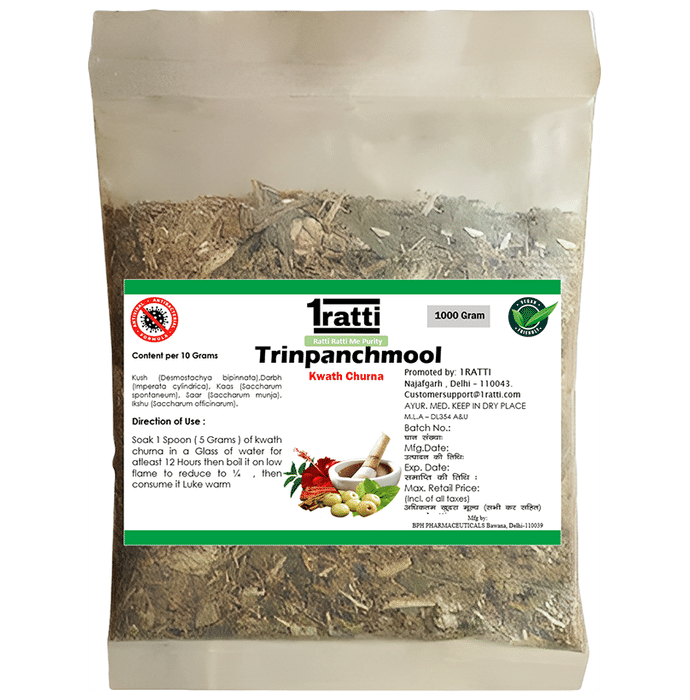 1ratti
Ratti Ratti Me Purity
1000 Gram
ANTIVIRAL • ANTIBACTERIAL
FORMULA
VEGAN
FRIENDLY
Trinpanchmool
Kwath Churna
Content per 10 Grams
Kush (Desmostachya bipinnata),Darbh
(Imperata cylindrica), Kaas (Saccharum
spontaneum), Saar (Saccharum munja),
Ikshu (Saccharum officinarum).
Direction of Use :
Soak 1 Spoon ( 5 Grams ) of kwath
churna in a Glass of water for
atleast 12 Hours then boil it on low
flame to reduce to ¼ , then
consume it Luke warm
Promoted by: 1RATTI
Najafgarh , Delhi – 110043.
Customersupport@1ratti.com
AYUR. MED. KEEP IN DRY PLACE
M.L.A – DL354 A&U
Batch No.:
घान संख्याः
Mfg.Date:
उत्पादन की तिथिः
Exp. Date:
समाप्ति की तिथि :
Max. Retail Price:
(Incl. of all taxes)
अधिकतम खुदरा मूल्य (सभी कर सहित)
Mfg by:
BPH PHARMACEUTICALS Bawana, Delhi-110039